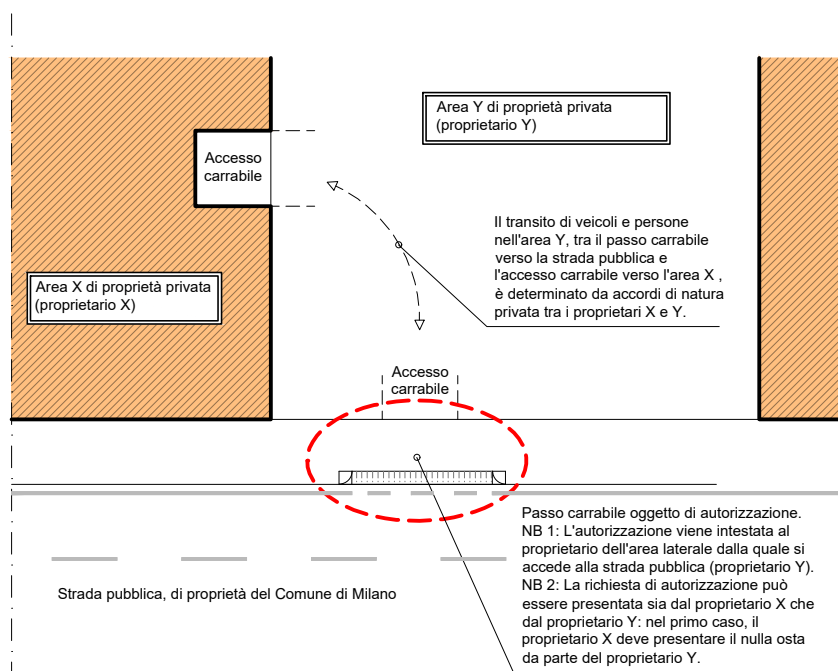 Area Y di proprietà privata
(proprietario Y)
Accesso
carrabile
Il transito di veicoli e persone
nell'area Y, tra il passo carrabile
verso la strada pubblica e
l'accesso carrabile verso l'area X ,
è determinato da accordi di natura
privata tra i proprietari X e Y.
Area X di proprietà privata
(proprietario X)
Accesso
carrabile
Passo carrabile oggetto di autorizzazione.
NB 1: L'autorizzazione viene intestata al
proprietario dell'area laterale dalla quale si
accede alla strada pubblica (proprietario Y).
NB 2: La richiesta di autorizzazione può
essere presentata sia dal proprietario X che
dal proprietario Y: nel primo caso, il
proprietario X deve presentare il nulla osta
da parte del proprietario Y.
Strada pubblica, di proprietà del Comune di Milano